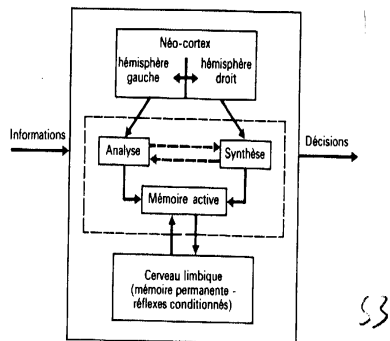 Néo-cortex
hémisphère hémisphère
gauche droit
Informations
Décisions
Analyse
Synthèse
Mémoire active
Cerveau limbique
(mémoire permanente -
réflexes conditionnés)
53